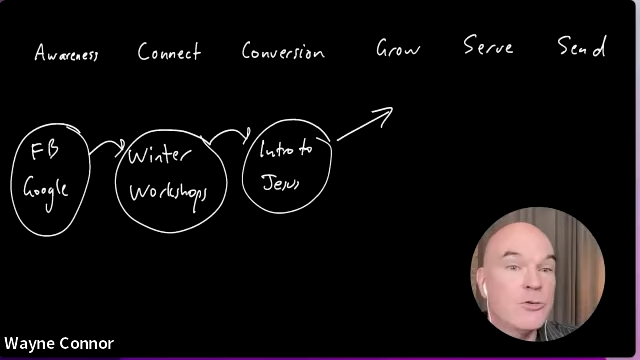 Awareness Connect Conversion Grow Serve Send
FB
Google
Winter
Workshops
Intro to
Jesus
Wayne Connor